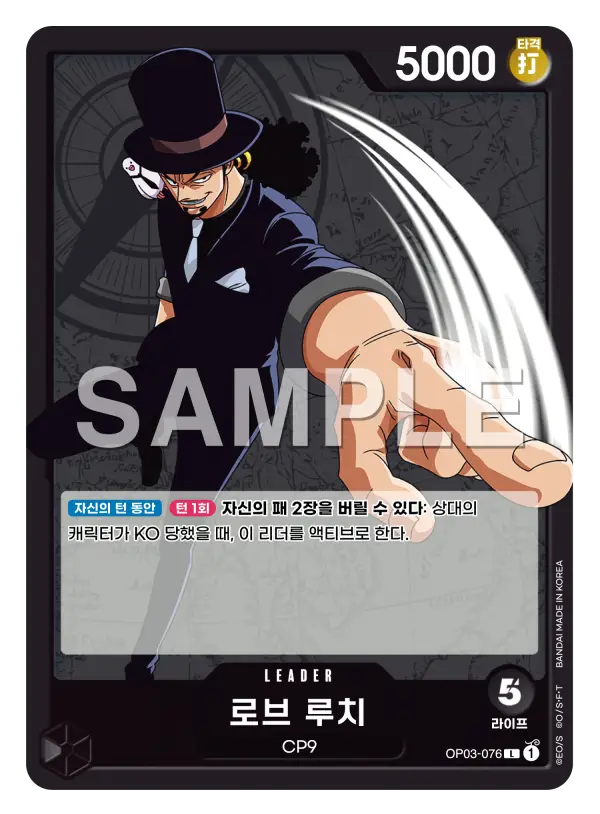 5000
타격
打
SAMPLE
자신의 턴 동안 턴 1회 자신의 패 2장을 버릴 수 있다: 상대의
캐릭터가 KO 당했을 때, 이 리더를 액티브로 한다.
LEADER
로브 루치
CP9
5
라이프
OP03-076 L 1
©EO/S ©O/S·F·T BANDAI MADE IN KOREA